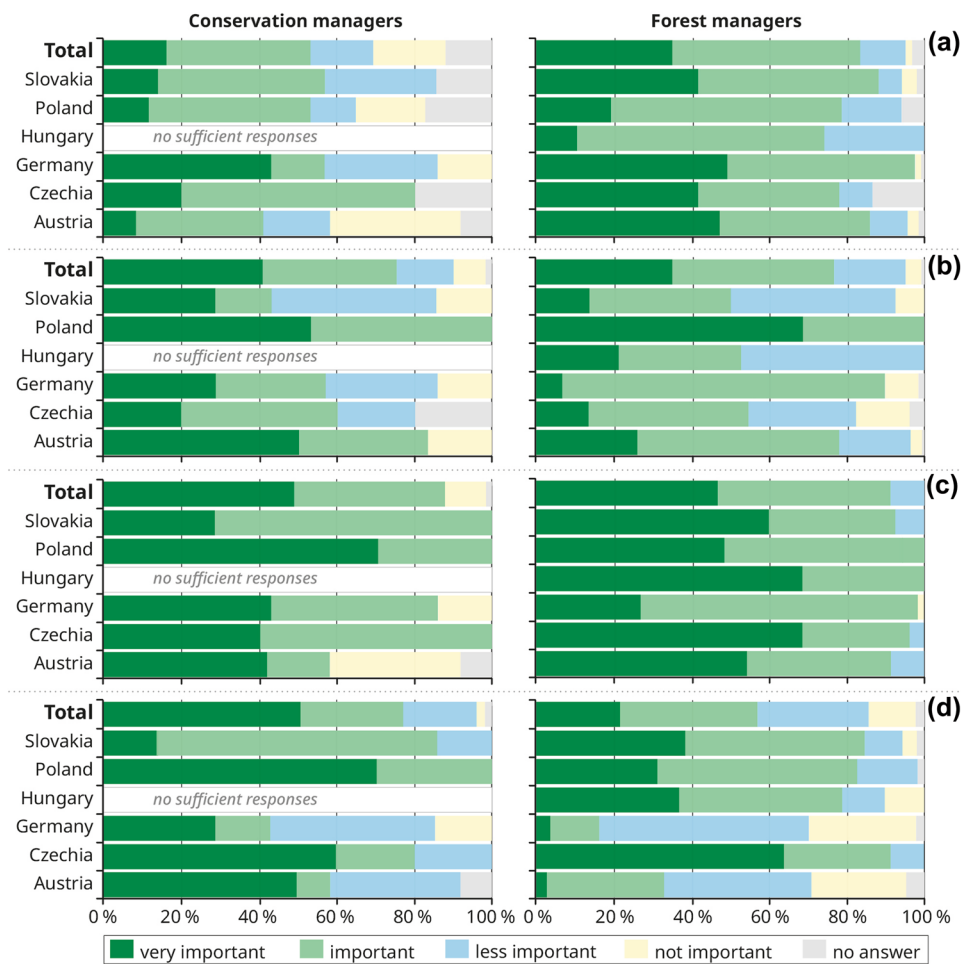 Conservation managers Forest managers
Total (a)
Slovakia
Poland
Hungary no sufficient responses
Germany
Czechia
Austria
Total (b)
Slovakia
Poland
Hungary no sufficient responses
Germany
Czechia
Austria
Total (c)
Slovakia
Poland
Hungary no sufficient responses
Germany
Czechia
Austria
Total (d)
Slovakia
Poland
Hungary no sufficient responses
Germany
Czechia
Austria
0 % 20 % 40 % 60 % 80 % 100 % 0 % 20 % 40 % 60 % 80 % 100 %
very important important less important not important no answer